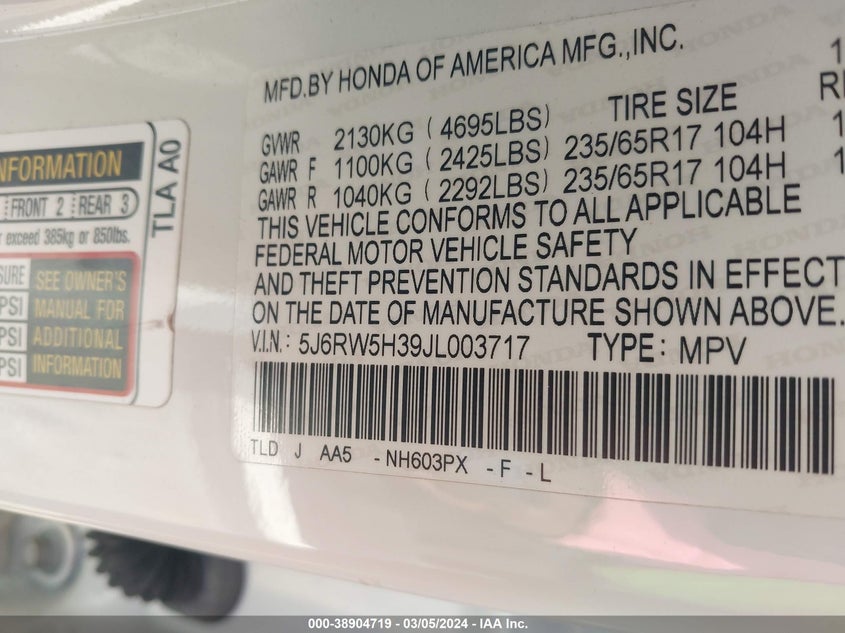 MFD.BY HONDA OF AMERICA MFG.,INC.
TIRE SIZE
GVWR 2130KG ( 4695LBS)
GAWR F 1100KG ( 2425LBS) 235/65R17 104H
GAWR R 1040KG ( 2292LBS) 235/65R17 104H
THIS VEHICLE CONFORMS TO ALL APPLICABLE
FEDERAL MOTOR VEHICLE SAFETY
AND THEFT PREVENTION STANDARDS IN EFFECT
ON THE DATE OF MANUFACTURE SHOWN ABOVE.
V.I.N.: 5J6RW5H39JL003717 TYPE: MPV
TLD J AA5 -NH603PX -F -L
INFORMATION
FRONT 2 REAR 3
exceed 385kg or 850lbs.
TLA A0
SEE OWNER'S
PSI MANUAL FOR
PSI ADDITIONAL
PSI INFORMATION
000-38904719 - 03/05/2024 - IAA Inc.